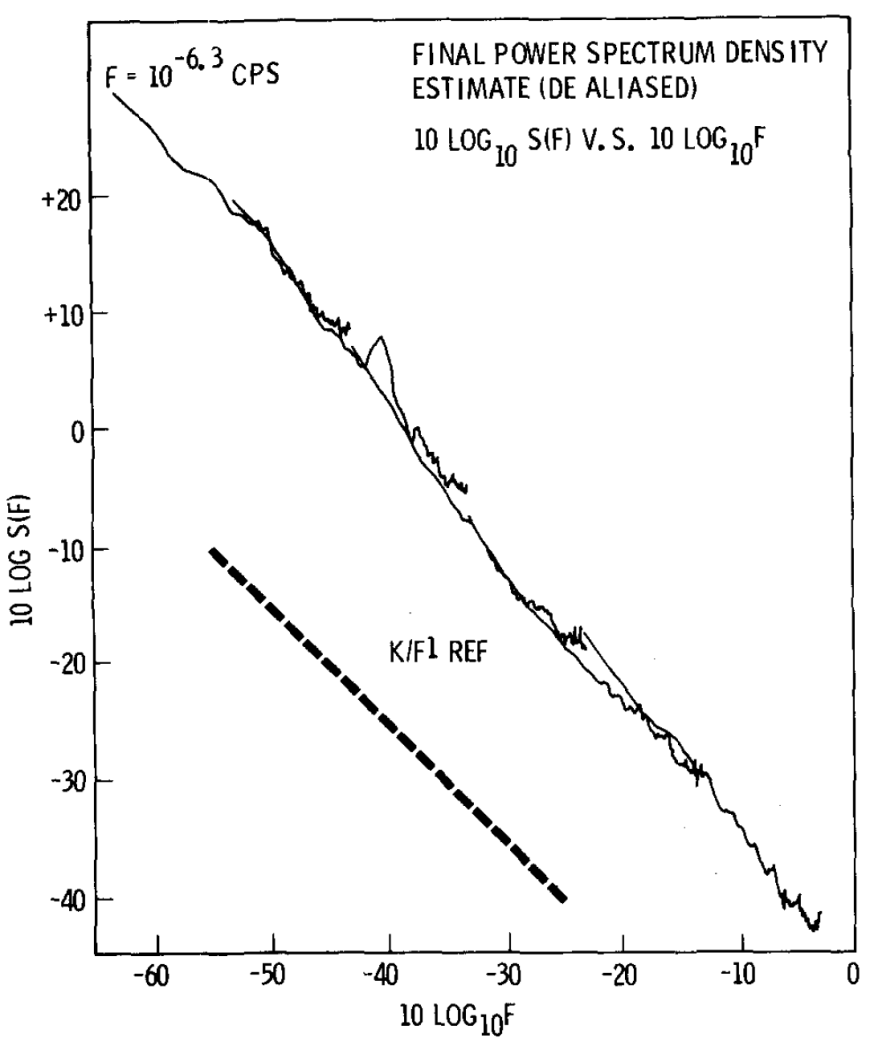 F = 10^-6.3 CPS
FINAL POWER SPECTRUM DENSITY
ESTIMATE (DE ALIASED)
10 LOG10 S(F) V.S. 10 LOG10F
+20
+10
0
-10
-20
-30
-40
10 LOG S(F)
K/F1 REF
-60 -50 -40 -30 -20 -10 0
10 LOG10F